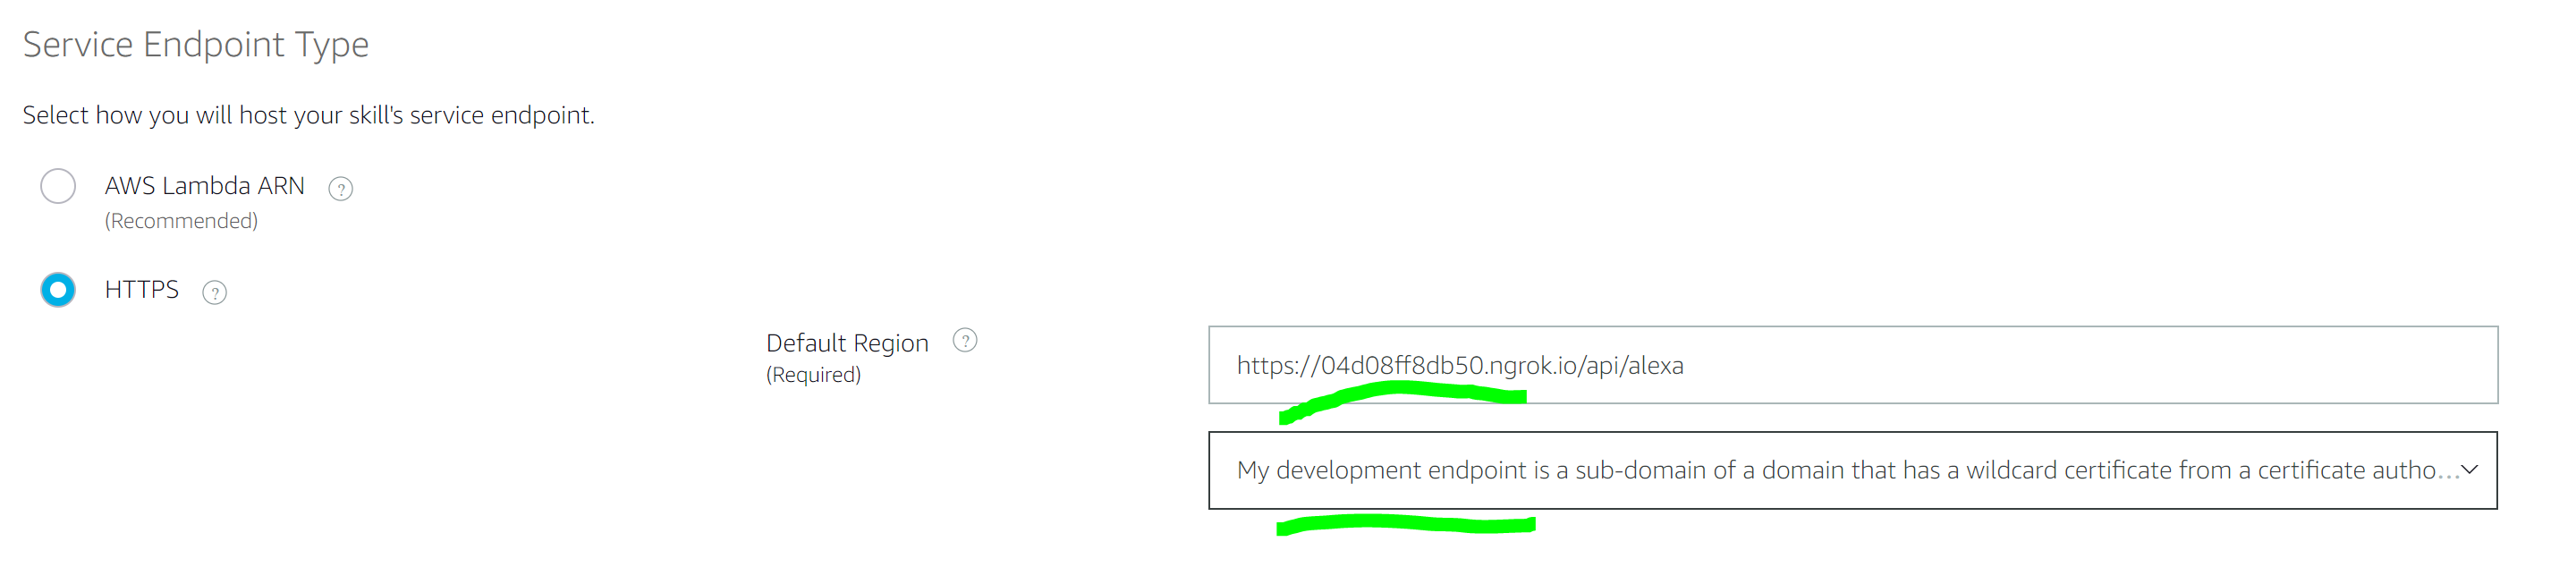 Service Endpoint Type
Select how you will host your skill's service endpoint.
AWS Lambda ARN ?
(Recommended)
HTTPS ?
Default Region ?
(Required)
https://04d08ff8db50.ngrok.io/api/alexa
My development endpoint is a sub-domain of a domain that has a wildcard certificate from a certificate autho...